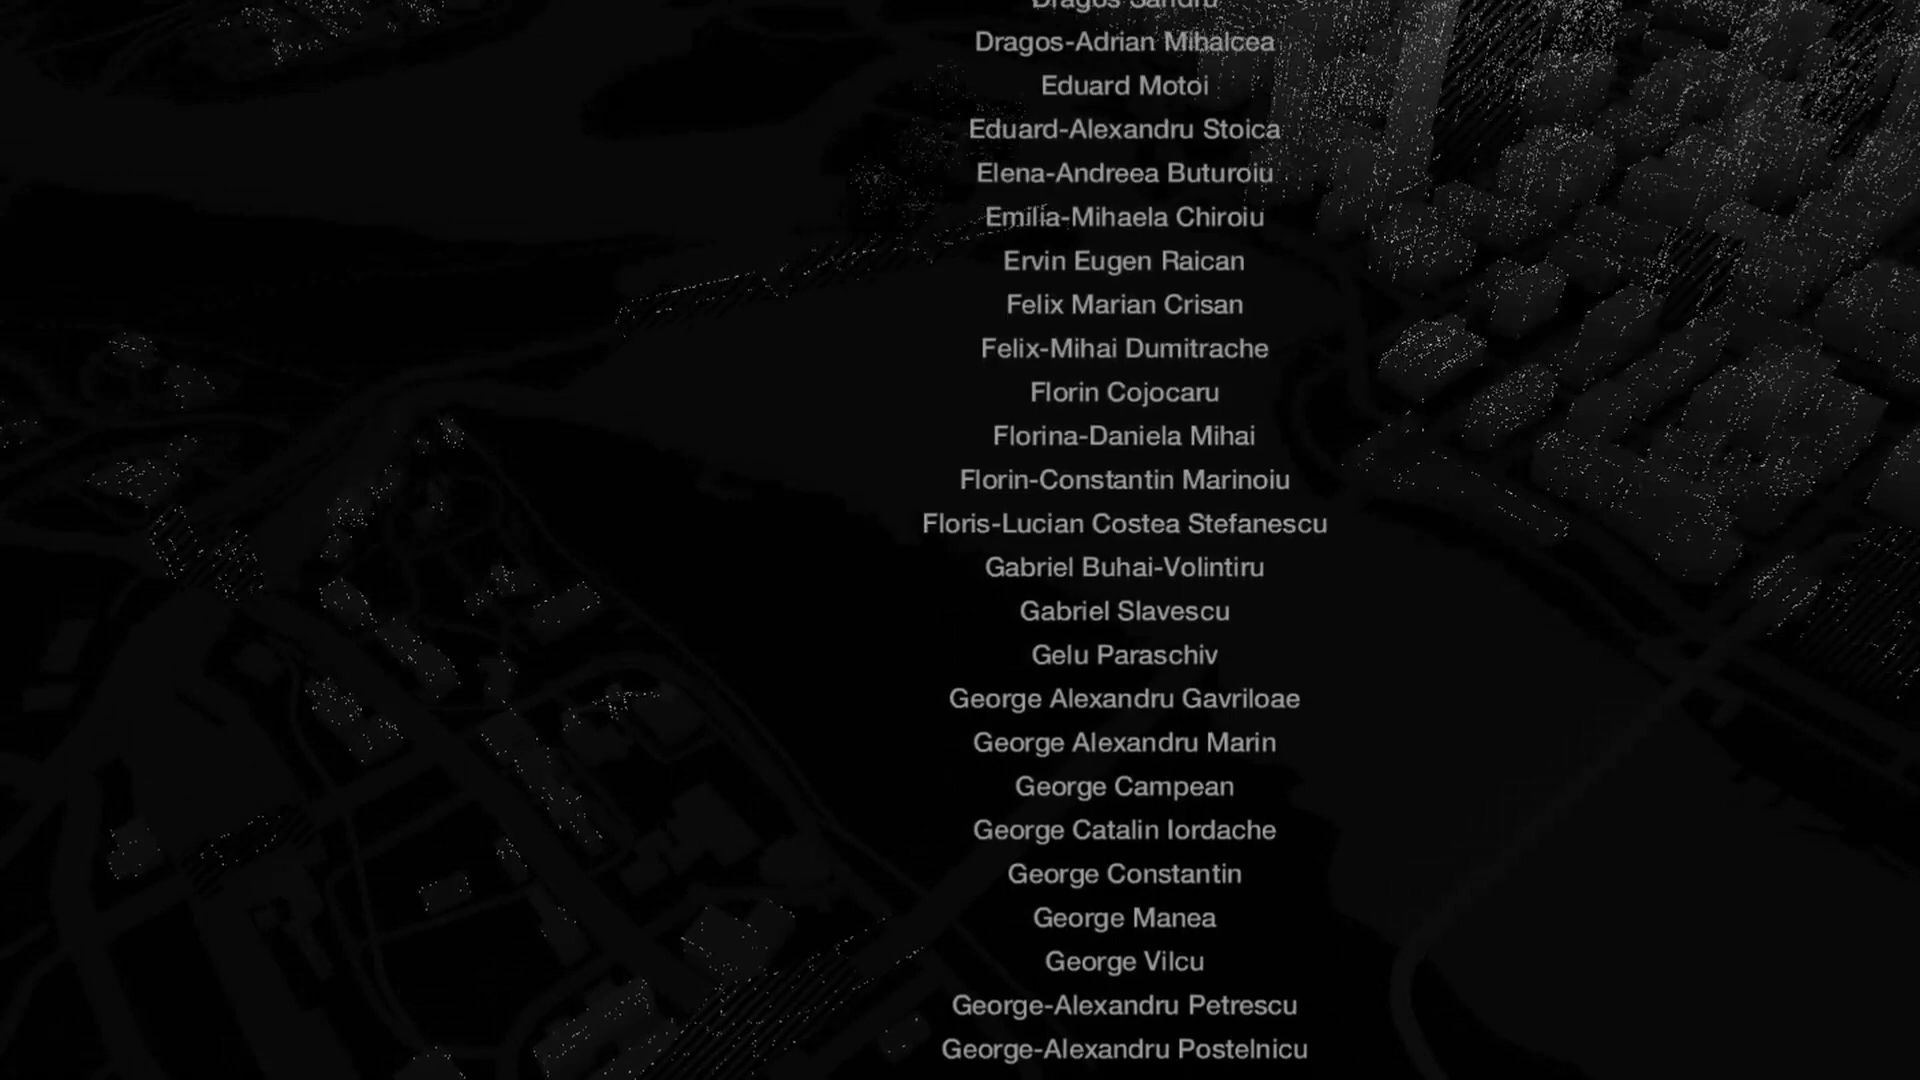 Dragos Sandru
Dragos-Adrian Mihalcea
Eduard Motoi
Eduard-Alexandru Stoica
Elena-Andreea Buturoiu
Emilia-Mihaela Chiroiu
Ervin Eugen Raican
Felix Marian Crisan
Felix-Mihai Dumitrache
Florin Cojocaru
Florina-Daniela Mihai
Florin-Constantin Marinoiu
Floris-Lucian Costea Stefanescu
Gabriel Buhai-Volintiru
Gabriel Slavescu
Gelu Paraschiv
George Alexandru Gavriloae
George Alexandru Marin
George Campean
George Catalin Iordache
George Constantin
George Manea
George Vilcu
George-Alexandru Petrescu
George-Alexandru Postelnicu